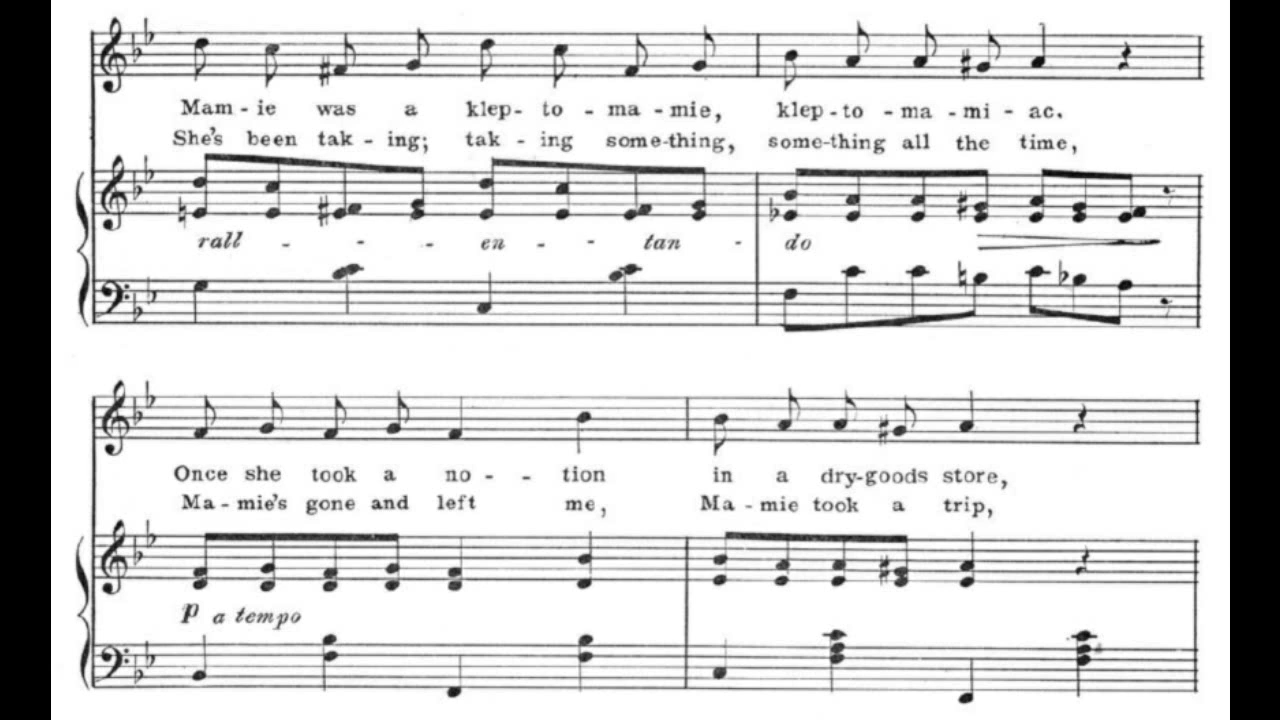 Mam-ie was a klep-to-ma-mie, klep-to-ma-mi-ac.
She's been tak-ing; tak-ing some-thing, some-thing all the time,
rall - - - en - - tan - do
Once she took a no - - tion in a dry-goods store,
Ma-mie's gone and left me, Ma-mie took a trip,
p a tempo